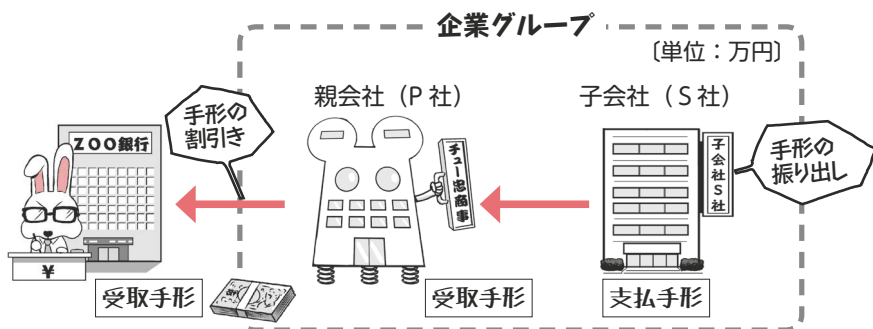 企業グループ
〔単位:万円〕
親会社(P社)
子会社(S社)
手形の
割引き
ZOO銀行
チュー忠商事
子会社S社
手形の
振り出し
¥
受取手形
受取手形
支払手形